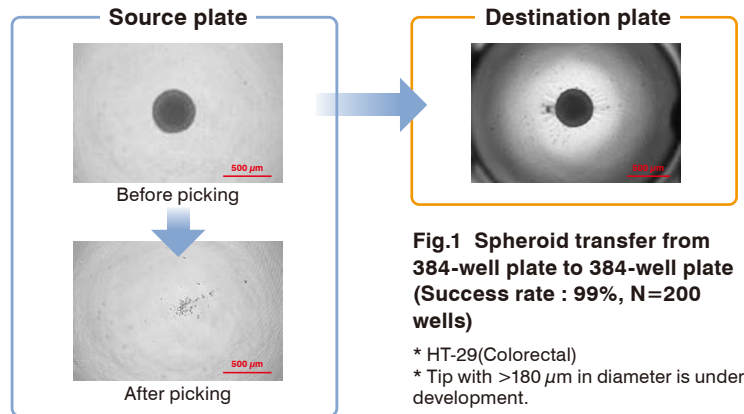 Source plate
500 µm
Before picking
500 µm
After picking
Destination plate
500 µm
Fig.1 Spheroid transfer from
384-well plate to 384-well plate
(Success rate : 99%, N=200
wells)
* HT-29(Colorectal)
* Tip with >180 µm in diameter is under
development.